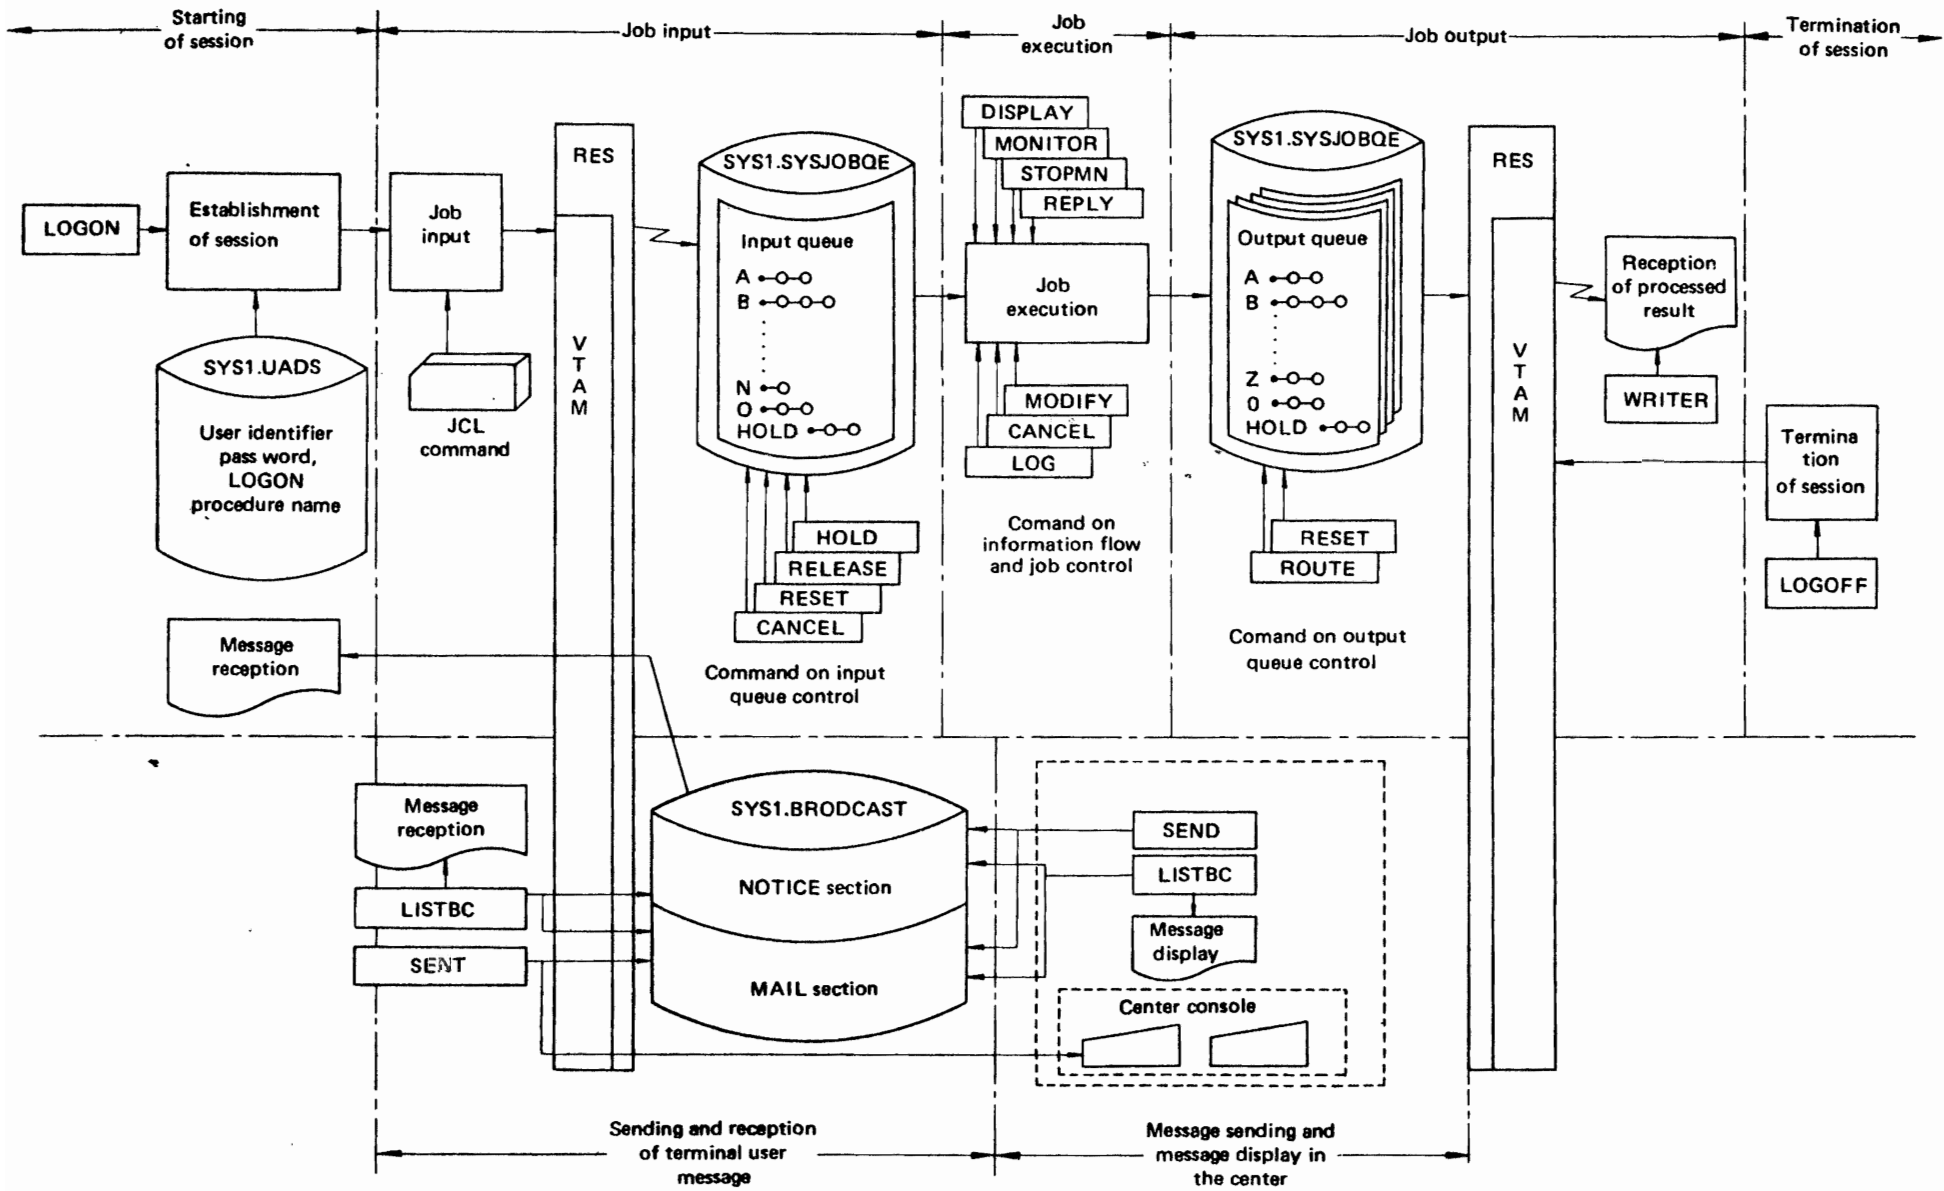 Starting
of session
Job input
Job
execution
Job output
Termination
of session
LOGON
Establishment
of session
SYS1.UADS
User identifier
pass word,
LOGON
procedure name
Job
input
JCL
command
RES
VTAM
SYS1.SYSJOBQE
Input queue
A
B
N
O
HOLD
HOLD
RELEASE
RESET
CANCEL
Command on input
queue control
DISPLAY
MONITOR
STOPMN
REPLY
Job
execution
MODIFY
CANCEL
LOG
Comand on
information flow
and job control
SYS1.SYSJOBQE
Output queue
A
B
Z
0
HOLD
RESET
ROUTE
Comand on output
queue control
RES
VTAM
Reception
of processed
result
WRITER
Termina
tion
of session
LOGOFF
Message
reception
Message
reception
LISTBC
SENT
SYS1.BRODCAST
NOTICE section
MAIL section
SEND
LISTBC
Message
display
Center console
Sending and reception
of terminal user
message
Message sending and
message display in
the center